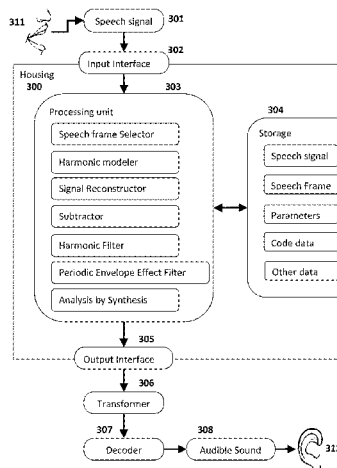 311
Speech signal
301
302
Input Interface
Housing
300
303
304
Processing unit
Storage
Speech frame Selector
Speech signal
Harmonic modeler
Speech Frame
Signal Reconstructor
Subtractor
Parameters
Harmonic Filter
Code data
Periodic Envelope Effect Filter
Other data
Analysis by Synthesis
305
Output Interface
306
Transformer
307
308
Decoder
Audible Sound